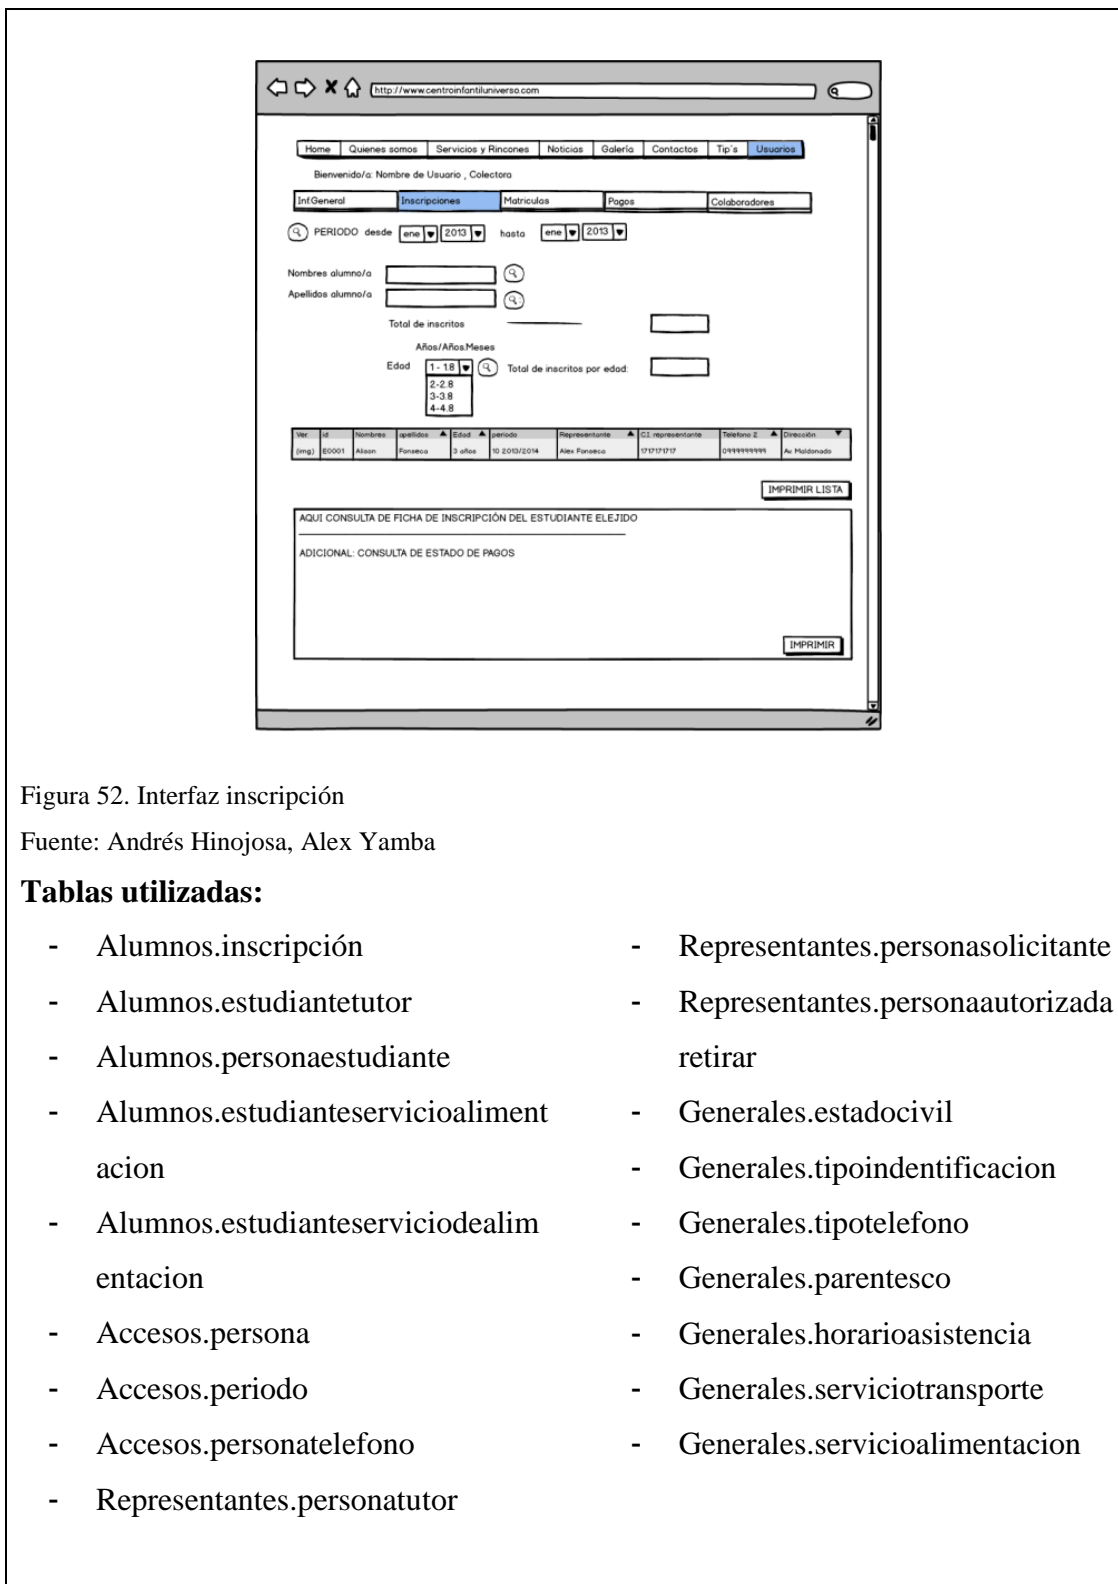 http://www.centroinfantiluniverso.com
Home Quienes somos Servicios y Rincones Noticias Galería Contactos Tip´s Usuarios
Bienvenido/a: Nombre de Usuario , Colectora
Inf.General Inscripciones Matriculas Pagos Colaboradores
PERIODO desde ene 2013 hasta ene 2013
Nombres alumno/a
Apellidos alumno/a
Total de inscritos
Años/Años.Meses
Edad 1 - 1.8 Total de inscritos por edad:
2-2.8
3-3.8
4-4.8
Ver. id Nombres apellidos Edad periodo Representante C.I. representante Telefono 2 Dirección
(img) E0001 Alison Fonseca 3 años 10 2013/2014 Alex Fonseca 1717171717 0999999999 Av. Maldonado
IMPRIMIR LISTA
AQUI CONSULTA DE FICHA DE INSCRIPCIÓN DEL ESTUDIANTE ELEJIDO
ADICIONAL: CONSULTA DE ESTADO DE PAGOS
IMPRIMIR
Figura 52. Interfaz inscripción
Fuente: Andrés Hinojosa, Alex Yamba
Tablas utilizadas:
- Alumnos.inscripción
- Alumnos.estudiantetutor
- Alumnos.personaestudiante
- Alumnos.estudianteservicioaliment
acion
- Alumnos.estudianteserviciodealim
entacion
- Accesos.persona
- Accesos.periodo
- Accesos.personatelefono
- Representantes.personatutor
- Representantes.personasolicitante
- Representantes.personaautorizada
retirar
- Generales.estadocivil
- Generales.tipoindentificacion
- Generales.tipotelefono
- Generales.parentesco
- Generales.horarioasistencia
- Generales.serviciotransporte
- Generales.servicioalimentacion